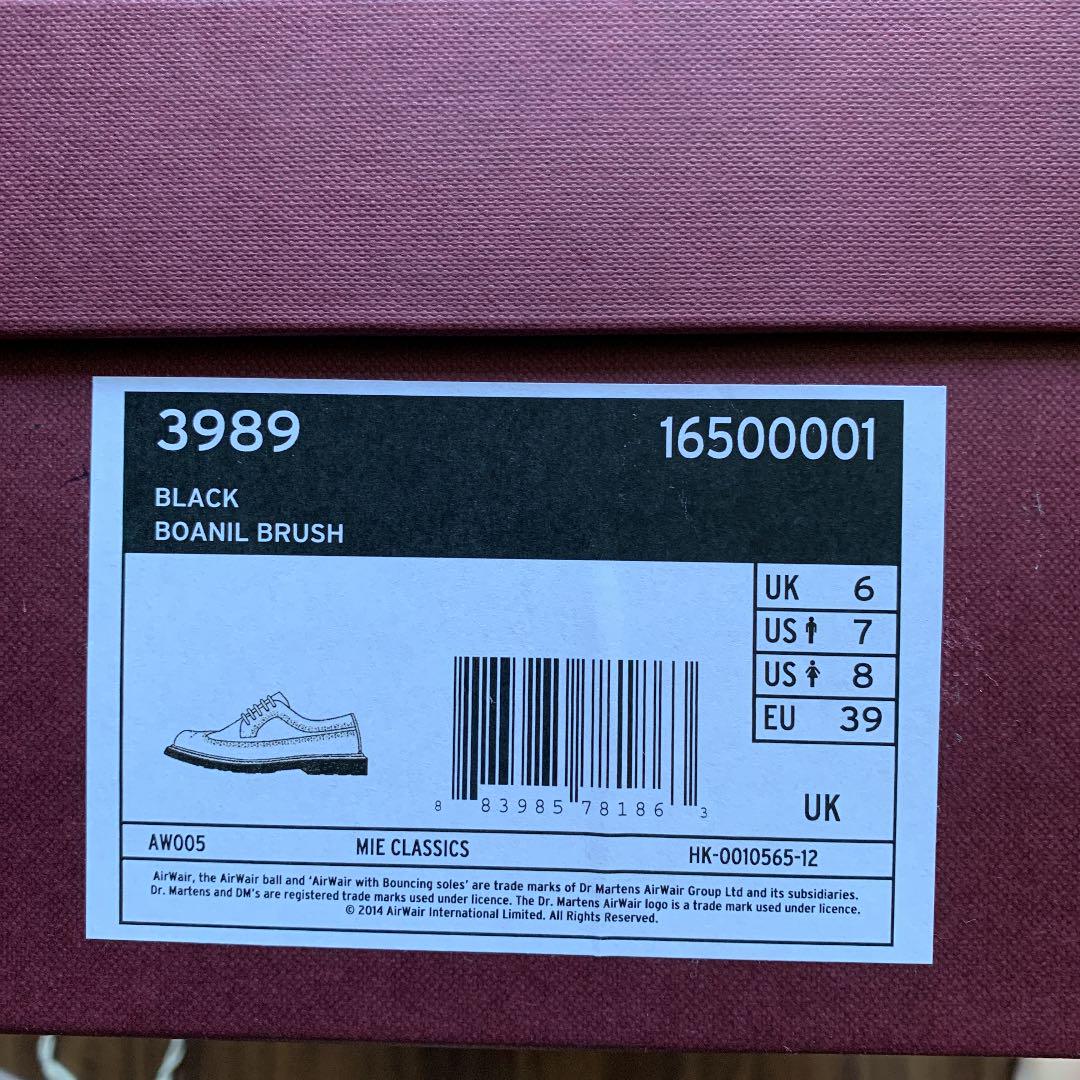 3989 16500001
BLACK
BOANIL BRUSH
UK 6
US 7
US 8
EU 39
8 83985 78186 3
UK
AW005 MIE CLASSICS HK-0010565-12
AirWair, the AirWair ball and ‘AirWair with Bouncing soles’ are trade marks of Dr Martens AirWair Group Ltd and its subsidiaries.
Dr. Martens and DM's are registered trade marks used under licence. The Dr. Martens AirWair logo is a trade mark used under licence.
© 2014 AirWair International Limited. All Rights Reserved.